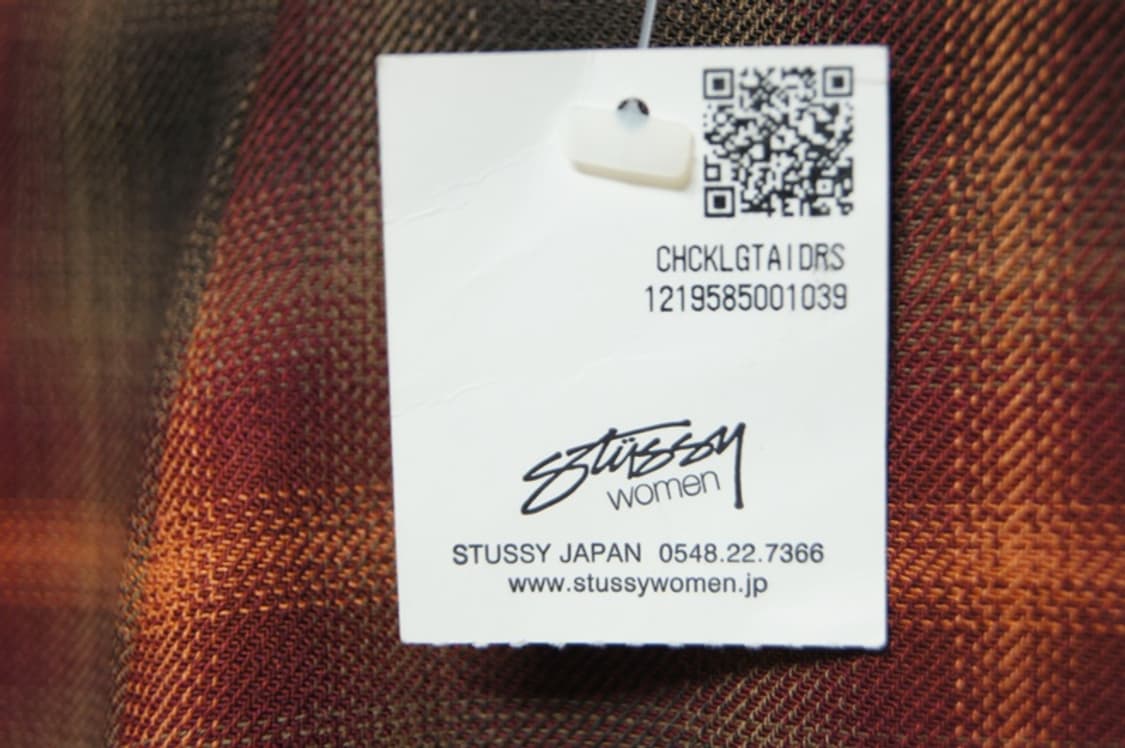 CHCKLGTAIDRS
1219585001039
stüssy
women
STUSSY JAPAN 0548.22.7366
www.stussywomen.jp